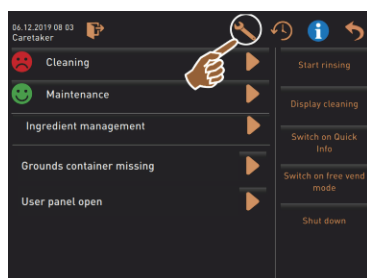 06.12.2019 08 03
Caretaker
Cleaning
Maintenance
Ingredient management
Grounds container missing
User panel open
Start rinsing
Display cleaning
Switch on Quick
Info
Switch on free vend
mode
Shut down